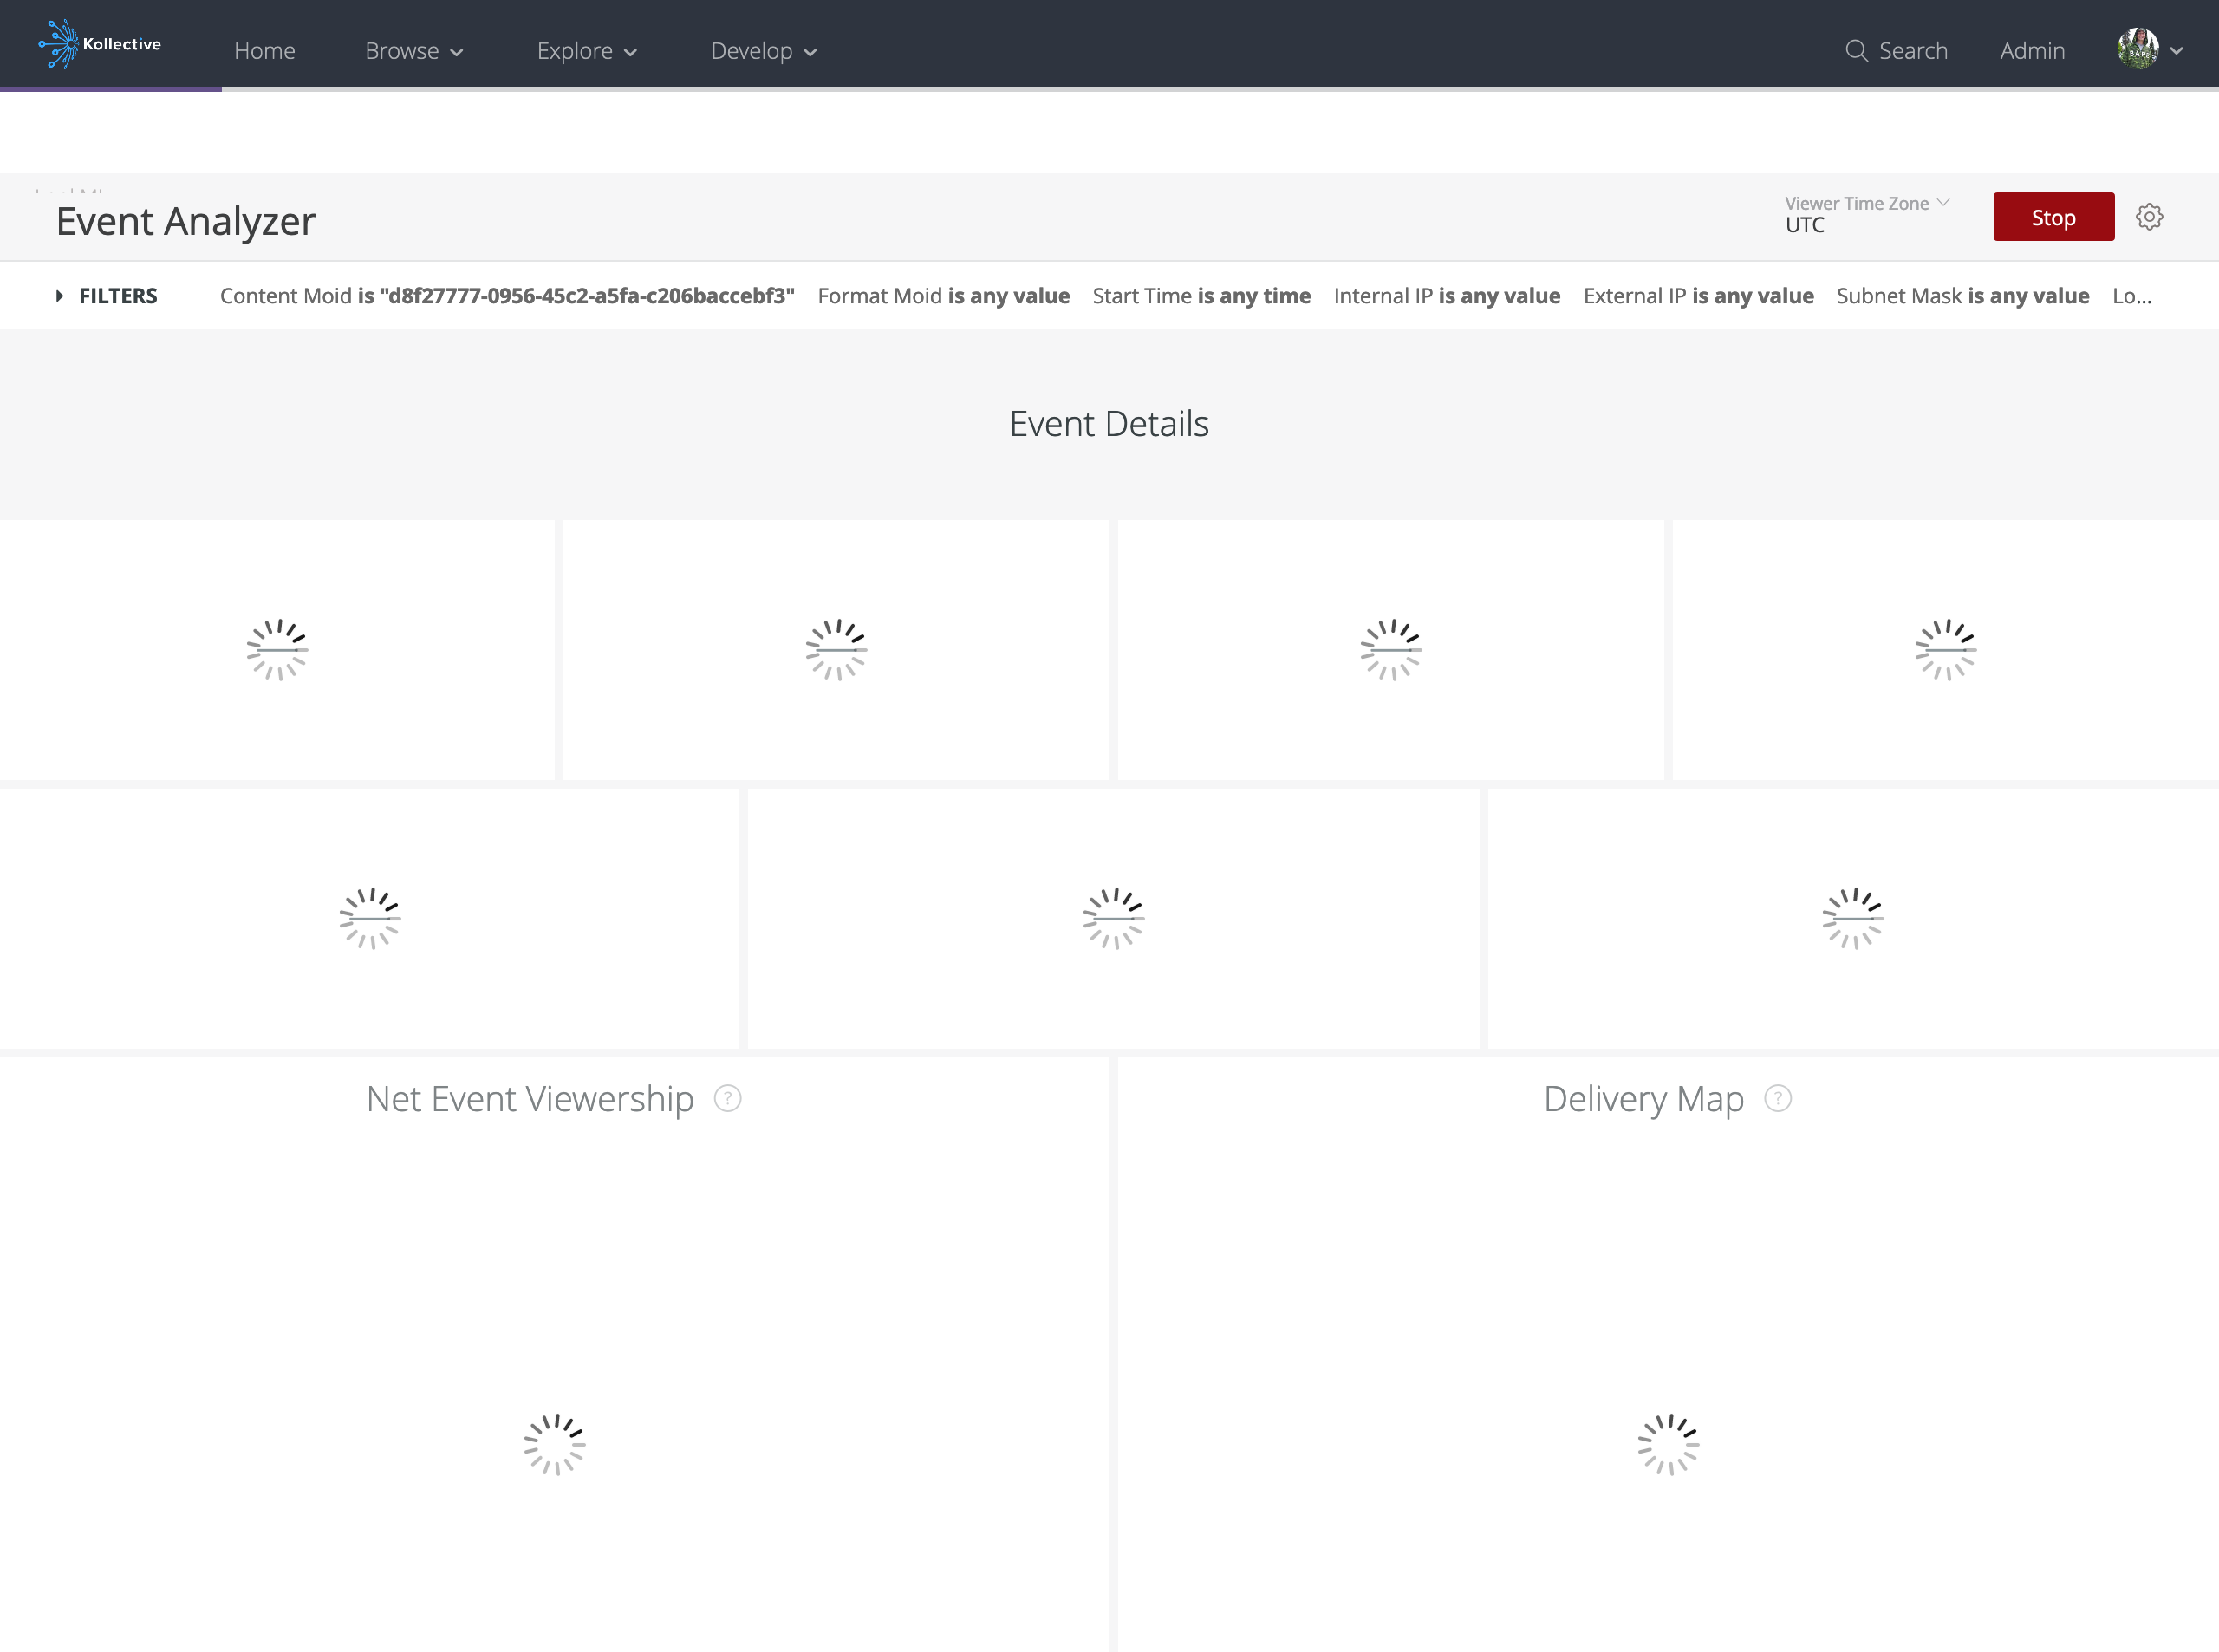 Kollective
Home
Browse
Explore
Develop
Search
Admin
Event Analyzer
Viewer Time Zone
UTC
Stop
FILTERS
Content Moid is "d8f27777-0956-45c2-a5fa-c206baccebf3" Format Moid is any value Start Time is any time Internal IP is any value External IP is any value Subnet Mask is any value Lo...
Event Details
Net Event Viewership ?
Delivery Map ?